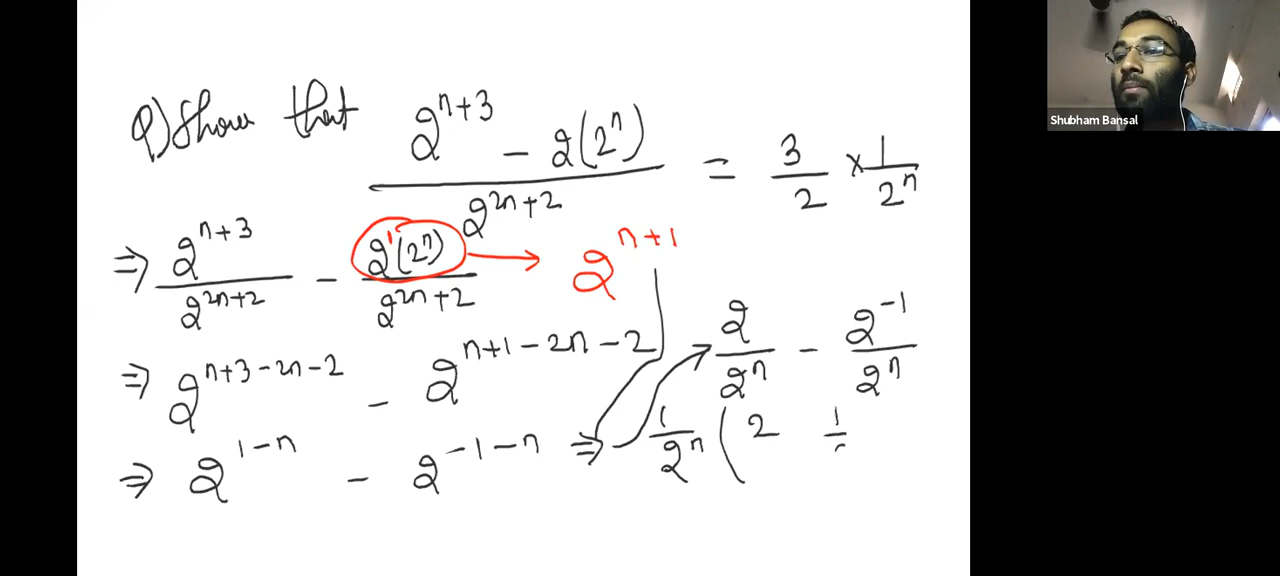 Q) Show that (2^{n+3} - 2(2^n)) / 2^{2n+2} = 3/2 × 1/2^n
⇒ 2^{n+3} / 2^{2n+2} - 2^1(2^n) / 2^{2n+2} → 2^{n+1}
⇒ 2^{n+3-2n-2} - 2^{n+1-2n-2}
⇒ 2^{1-n} - 2^{-1-n} ⇒ 2/2^n - 2^{-1}/2^n
1/2^n ( 2 1/
Shubham Bansal